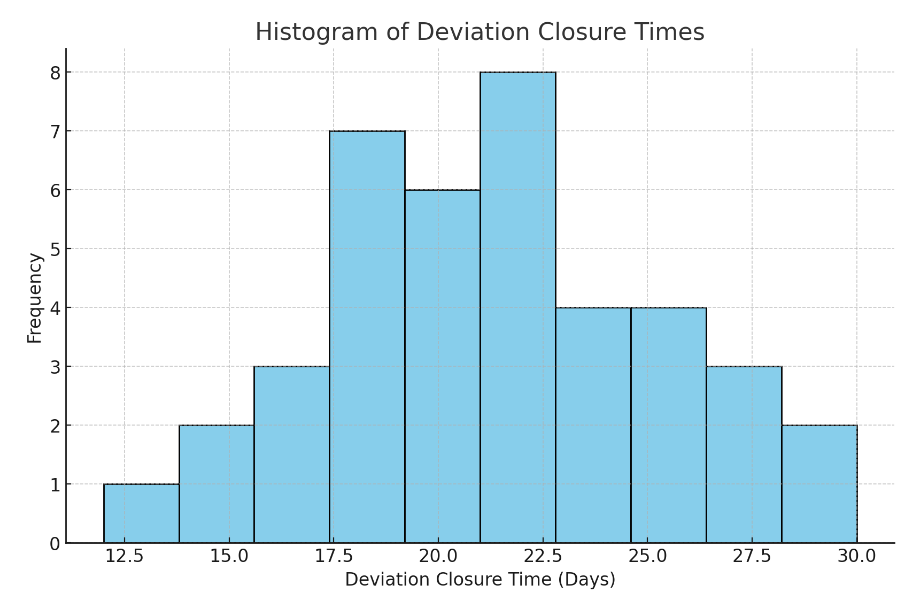 Histogram of Deviation Closure Times
8
7
6
5
4
3
2
1
0
Frequency
12.5 15.0 17.5 20.0 22.5 25.0 27.5 30.0
Deviation Closure Time (Days)